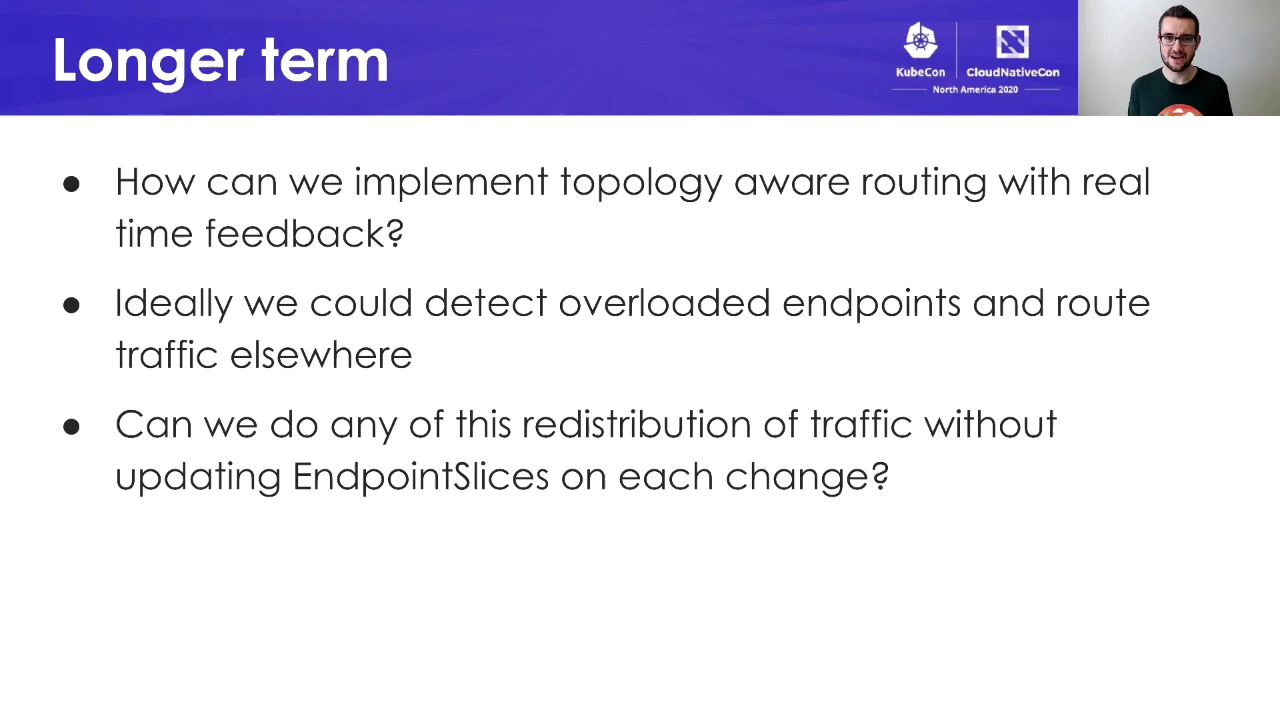 Longer term
KubeCon
CloudNativeCon
North America 2020
● How can we implement topology aware routing with real
time feedback?
● Ideally we could detect overloaded endpoints and route
traffic elsewhere
● Can we do any of this redistribution of traffic without
updating EndpointSlices on each change?